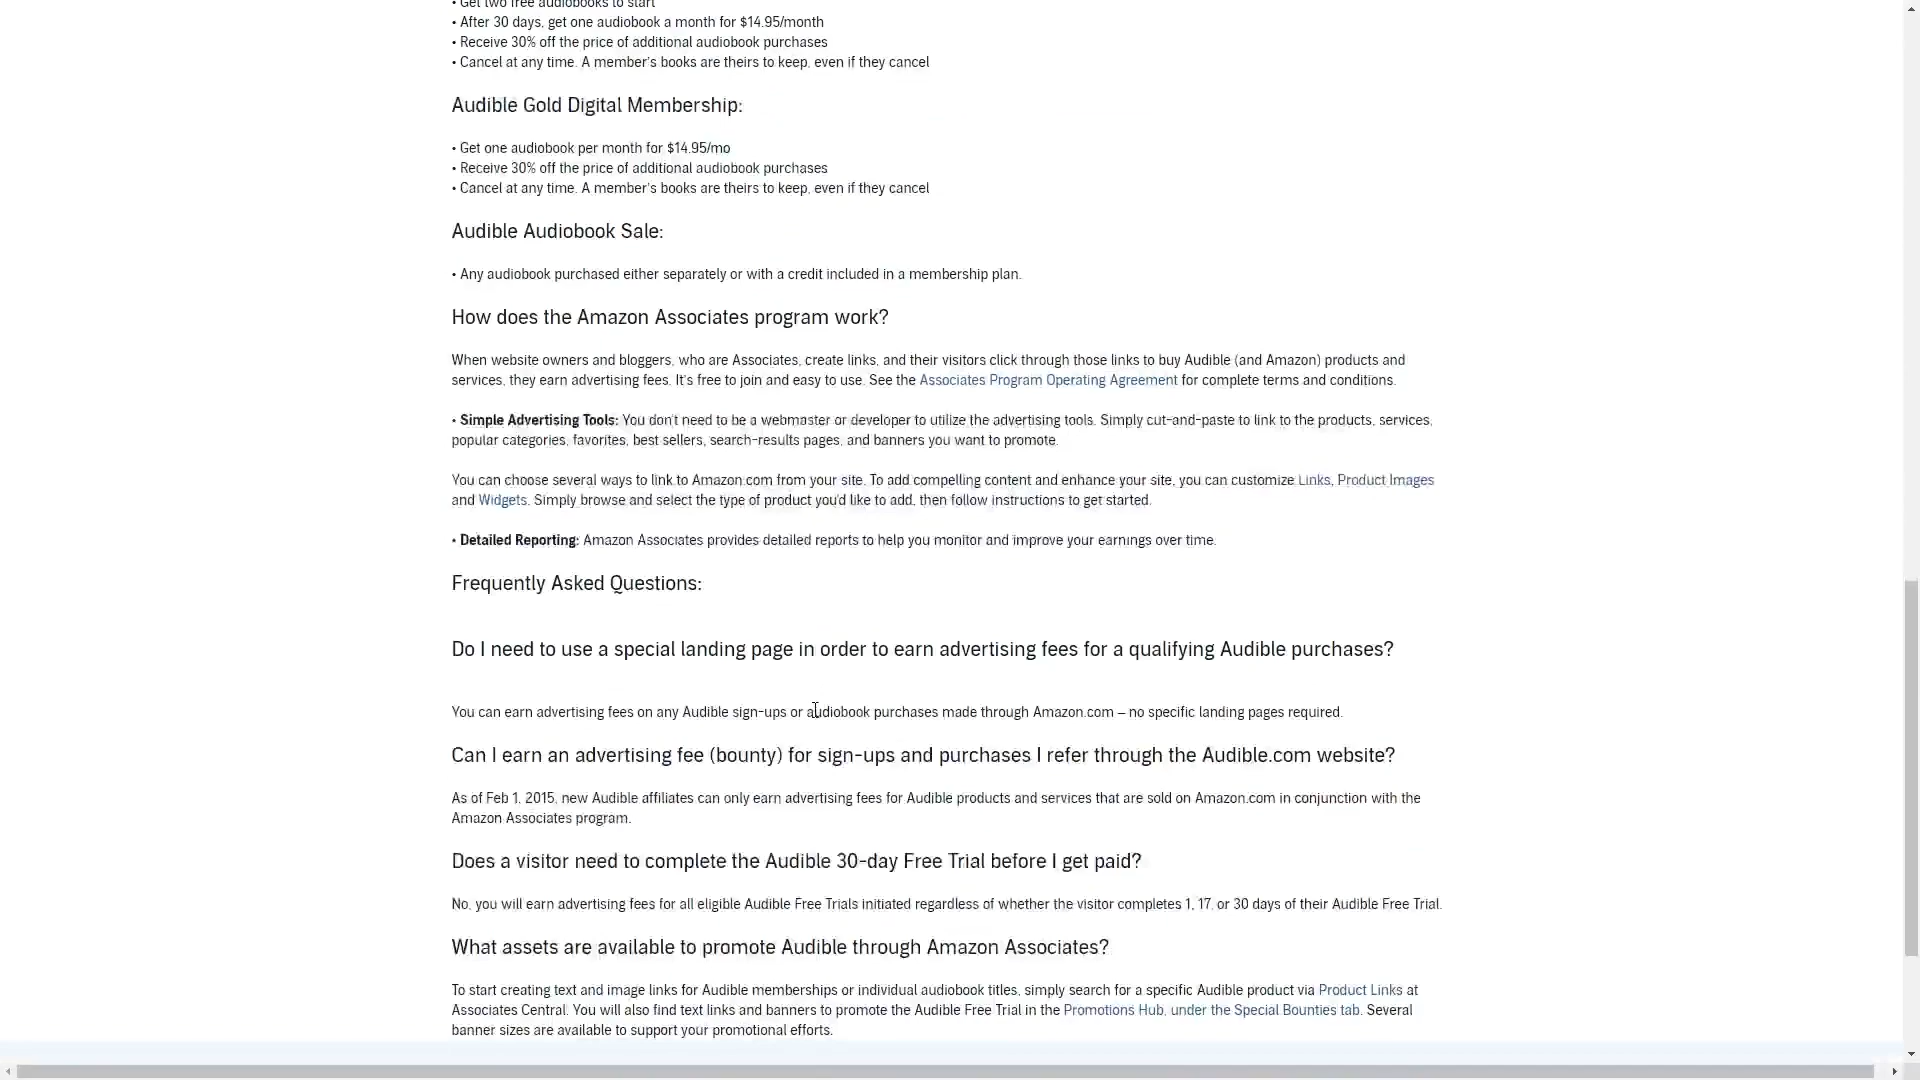 • Get two free audiobooks to start
• After 30 days, get one audiobook a month for $14.95/month
• Receive 30% off the price of additional audiobook purchases
• Cancel at any time. A member's books are theirs to keep, even if they cancel
Audible Gold Digital Membership:
• Get one audiobook per month for $14.95/mo
• Receive 30% off the price of additional audiobook purchases
• Cancel at any time. A member's books are theirs to keep, even if they cancel
Audible Audiobook Sale:
• Any audiobook purchased either separately or with a credit included in a membership plan.
How does the Amazon Associates program work?
When website owners and bloggers, who are Associates, create links, and their visitors click through those links to buy Audible (and Amazon) products and
services, they earn advertising fees. It's free to join and easy to use. See the Associates Program Operating Agreement for complete terms and conditions.
• Simple Advertising Tools: You don't need to be a webmaster or developer to utilize the advertising tools. Simply cut-and-paste to link to the products, services,
popular categories, favorites, best sellers, search-results pages, and banners you want to promote.
You can choose several ways to link to Amazon.com from your site. To add compelling content and enhance your site, you can customize Links, Product Images
and Widgets. Simply browse and select the type of product you'd like to add, then follow instructions to get started.
• Detailed Reporting: Amazon Associates provides detailed reports to help you monitor and improve your earnings over time.
Frequently Asked Questions:
Do I need to use a special landing page in order to earn advertising fees for a qualifying Audible purchases?
You can earn advertising fees on any Audible sign-ups or audiobook purchases made through Amazon.com – no specific landing pages required.
Can I earn an advertising fee (bounty) for sign-ups and purchases I refer through the Audible.com website?
As of Feb 1, 2015, new Audible affiliates can only earn advertising fees for Audible products and services that are sold on Amazon.com in conjunction with the
Amazon Associates program.
Does a visitor need to complete the Audible 30-day Free Trial before I get paid?
No, you will earn advertising fees for all eligible Audible Free Trials initiated regardless of whether the visitor completes 1, 17, or 30 days of their Audible Free Trial.
What assets are available to promote Audible through Amazon Associates?
To start creating text and image links for Audible memberships or individual audiobook titles, simply search for a specific Audible product via Product Links at
Associates Central. You will also find text links and banners to promote the Audible Free Trial in the Promotions Hub, under the Special Bounties tab. Several
banner sizes are available to support your promotional efforts.